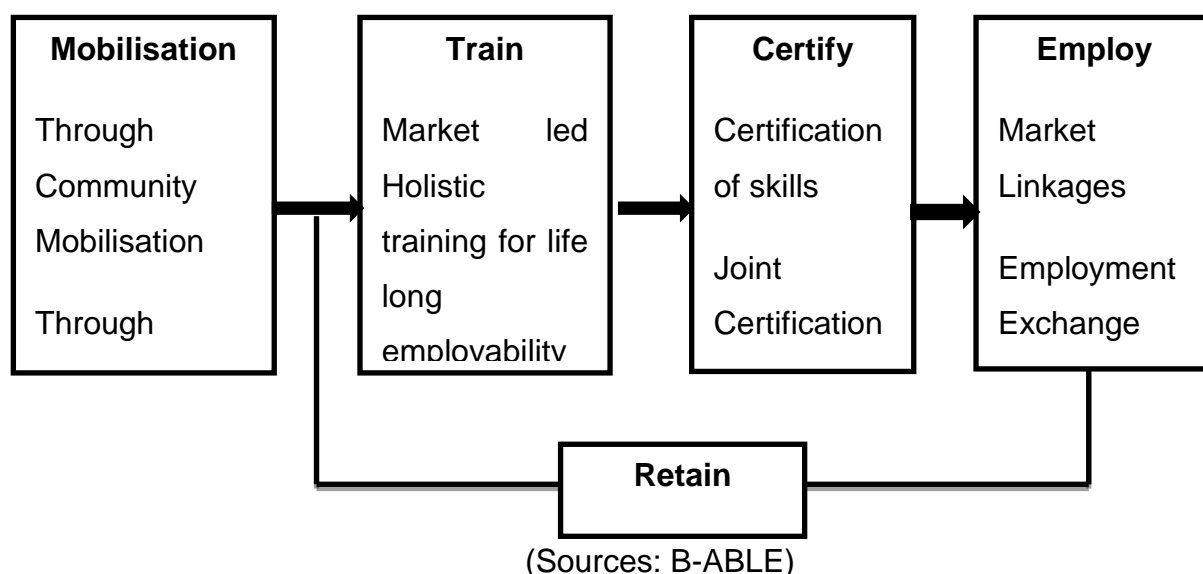 Mobilisation
Through
Community
Mobilisation
Through
Train
Market led
Holistic
training for life
long
employability
Certify
Certification
of skills
Joint
Certification
Employ
Market
Linkages
Employment
Exchange
Retain
(Sources: B-ABLE)